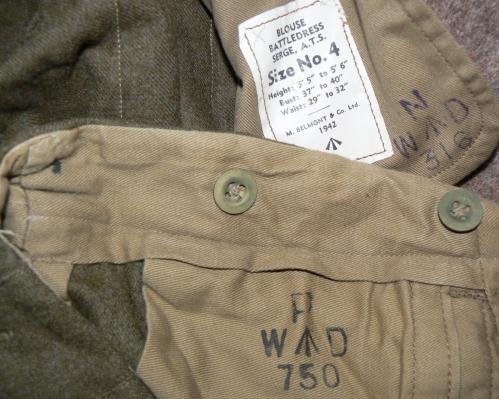 BLOUSE
BATTLEDRESS
SERGE, A.T.S.
Size No. 4
Height: 5' 5" to 5' 6"
Bust: 37" to 40"
Waist: 29" to 32"
M. BELMONT & Co. Ltd.
1942
N
W D
316
W D
750